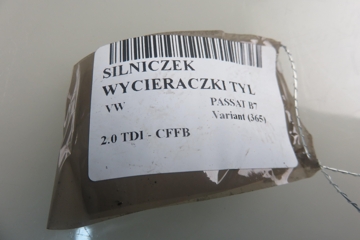 SILNICZEK
WYCIERACZKI TYL
VW PASSAT B7
Variant (365)
2.0 TDI - CFFB